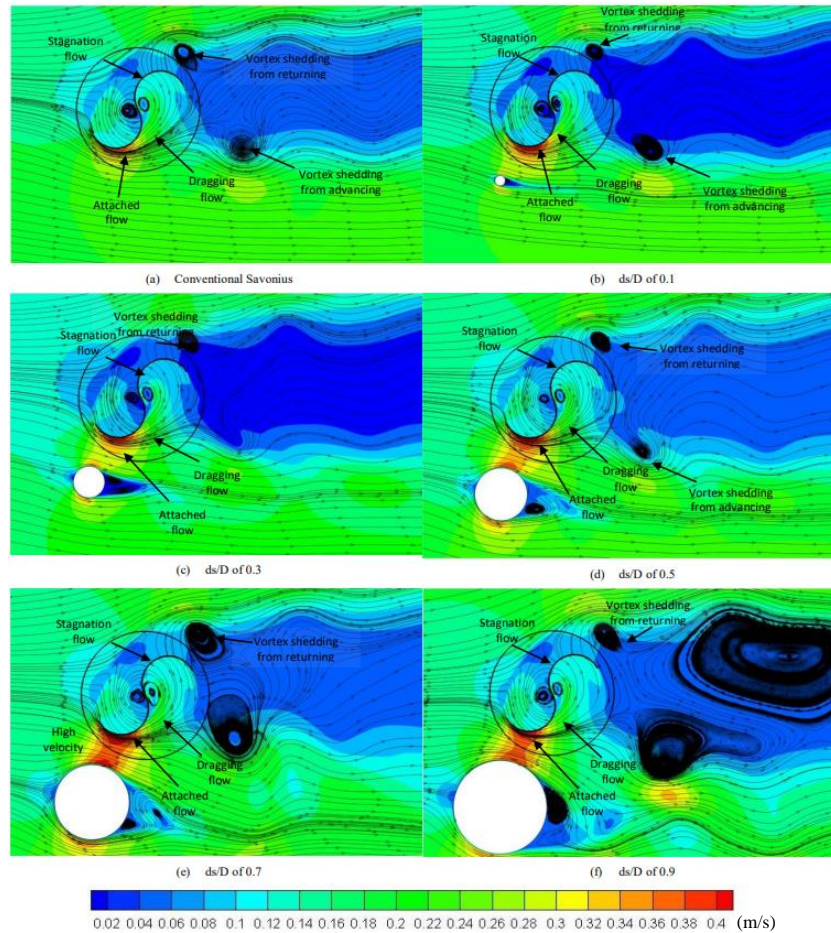 Stagnation
flow
Vortex shedding
from returning
Vortex shedding
from advancing
Dragging
flow
Attached
flow
(a) Conventional Savonius
Vortex shedding
from returning
Stagnation
flow
Dragging
flow
Attached
flow
Vortex shedding
from advancing
(b) ds/D of 0.1
Vortex shedding
from returning
Stagnation
flow
Dragging
flow
Attached
flow
(c) ds/D of 0.3
Stagnation
flow
Vortex shedding
from returning
Dragging
flow
Attached
flow
Vortex shedding
from advancing
(d) ds/D of 0.5
Stagnation
flow
Vortex shedding
from returning
High
velocity
Dragging
flow
Attached
flow
(e) ds/D of 0.7
Vortex shedding
from returning
Stagnation
flow
Dragging
flow
Attached
flow
(f) ds/D of 0.9
0.02 0.04 0.06 0.08 0.1 0.12 0.14 0.16 0.18 0.2 0.22 0.24 0.26 0.28 0.3 0.32 0.34 0.36 0.38 0.4 (m/s)